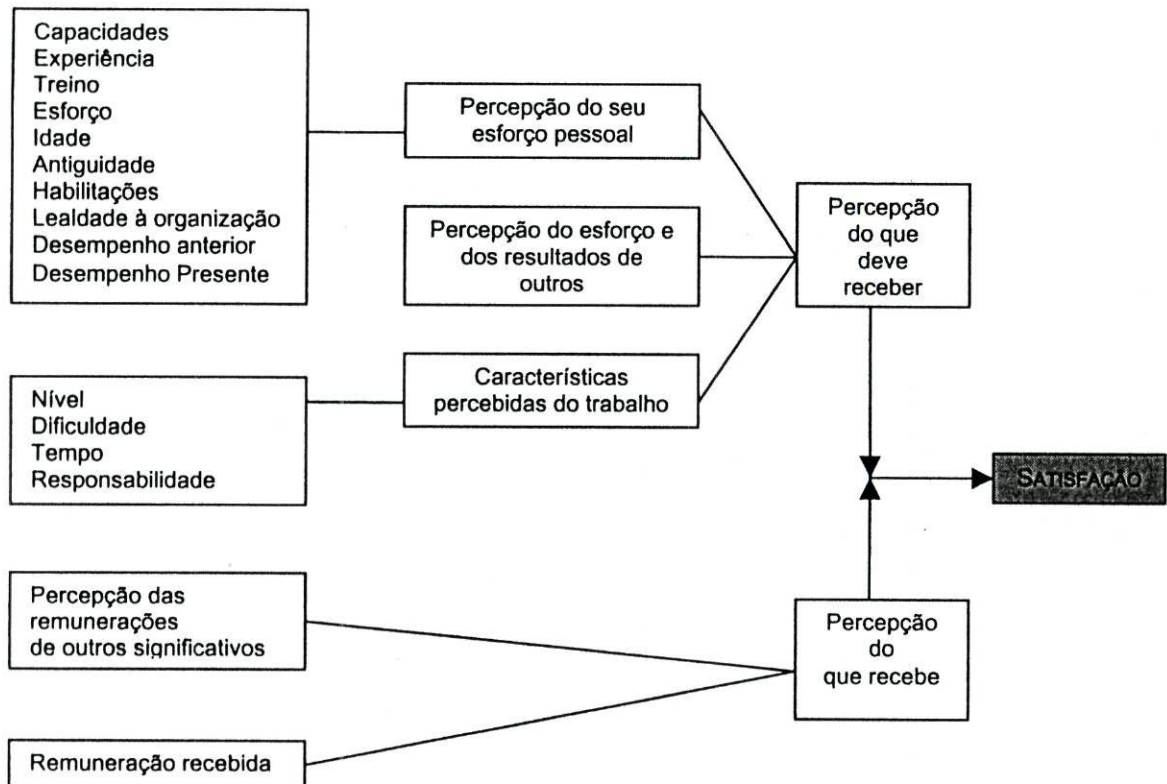 Capacidades
Experiência
Treino
Esforço
Idade
Antiguidade
Habilitações
Lealdade à organização
Desempenho anterior
Desempenho Presente
Percepção do seu
esforço pessoal
Percepção do esforço e
dos resultados de
outros
Percepção
do que
deve
receber
Nível
Dificuldade
Tempo
Responsabilidade
Características
percebidas do trabalho
SATISFAÇÃO
Percepção das
remunerações
de outros significativos
Percepção
do
que recebe
Remuneração recebida